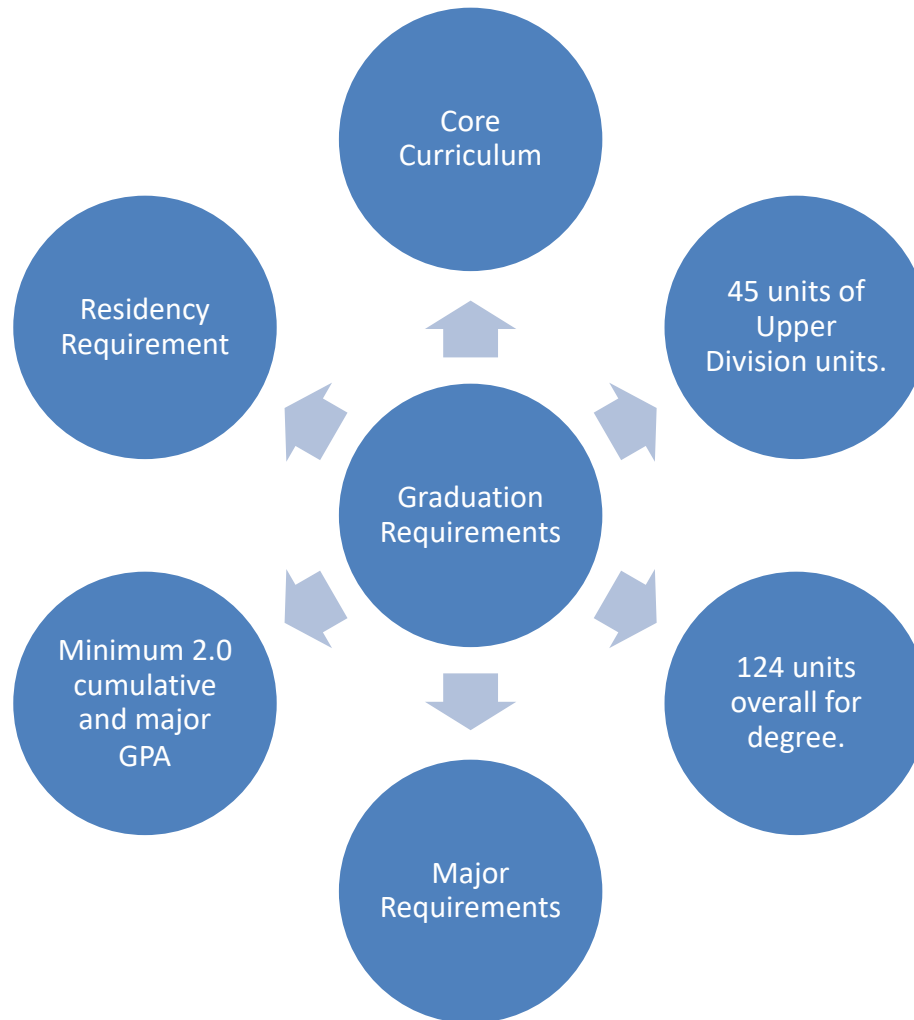 Core
Curriculum
45 units of
Upper
Division units.
124 units
overall for
degree.
Major
Requirements
Minimum 2.0
cumulative
and major
GPA
Residency
Requirement
Graduation
Requirements